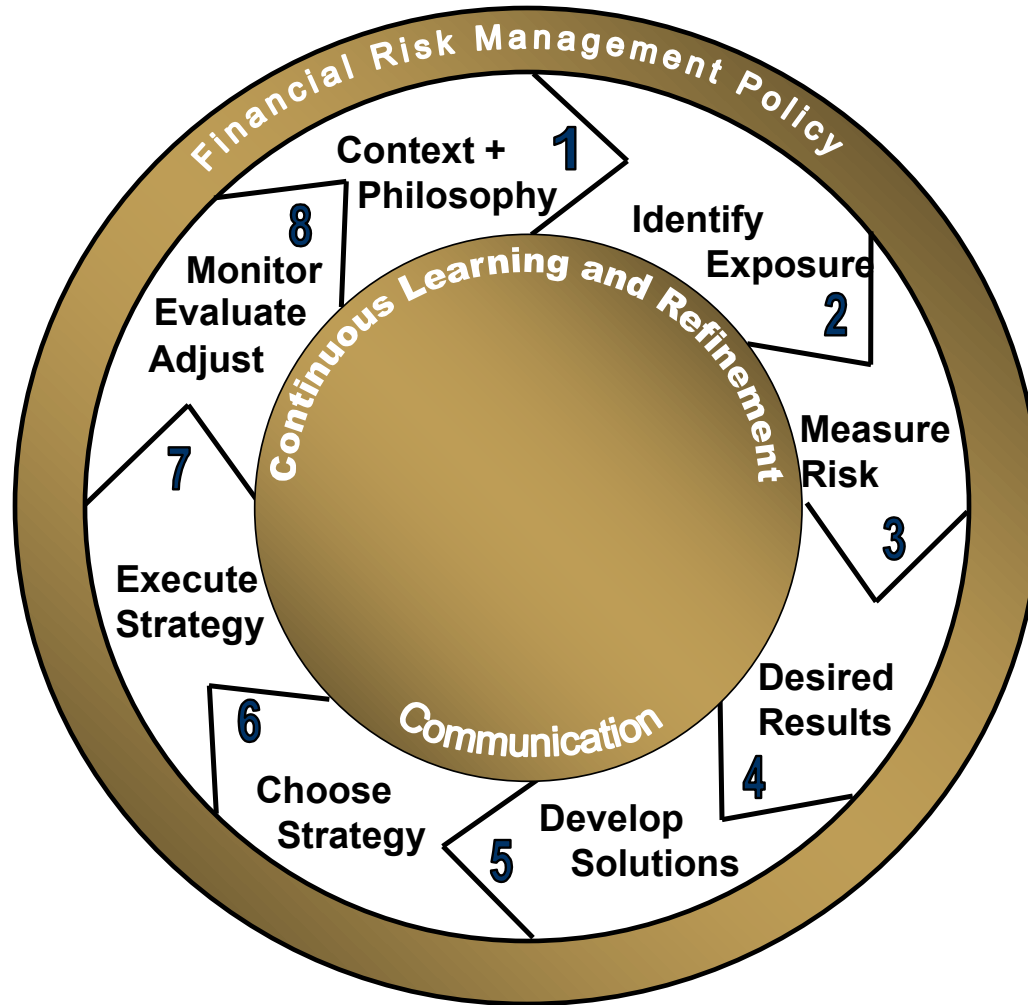 Financial Risk Management Policy
1
Context +
Philosophy
Identify
Exposure
2
Measure
Risk
3
Desired
Results
4
Develop
Solutions
5
Choose
Strategy
6
Execute
Strategy
7
8
Monitor
Evaluate
Adjust
Continuous Learning and Refinement
Communication